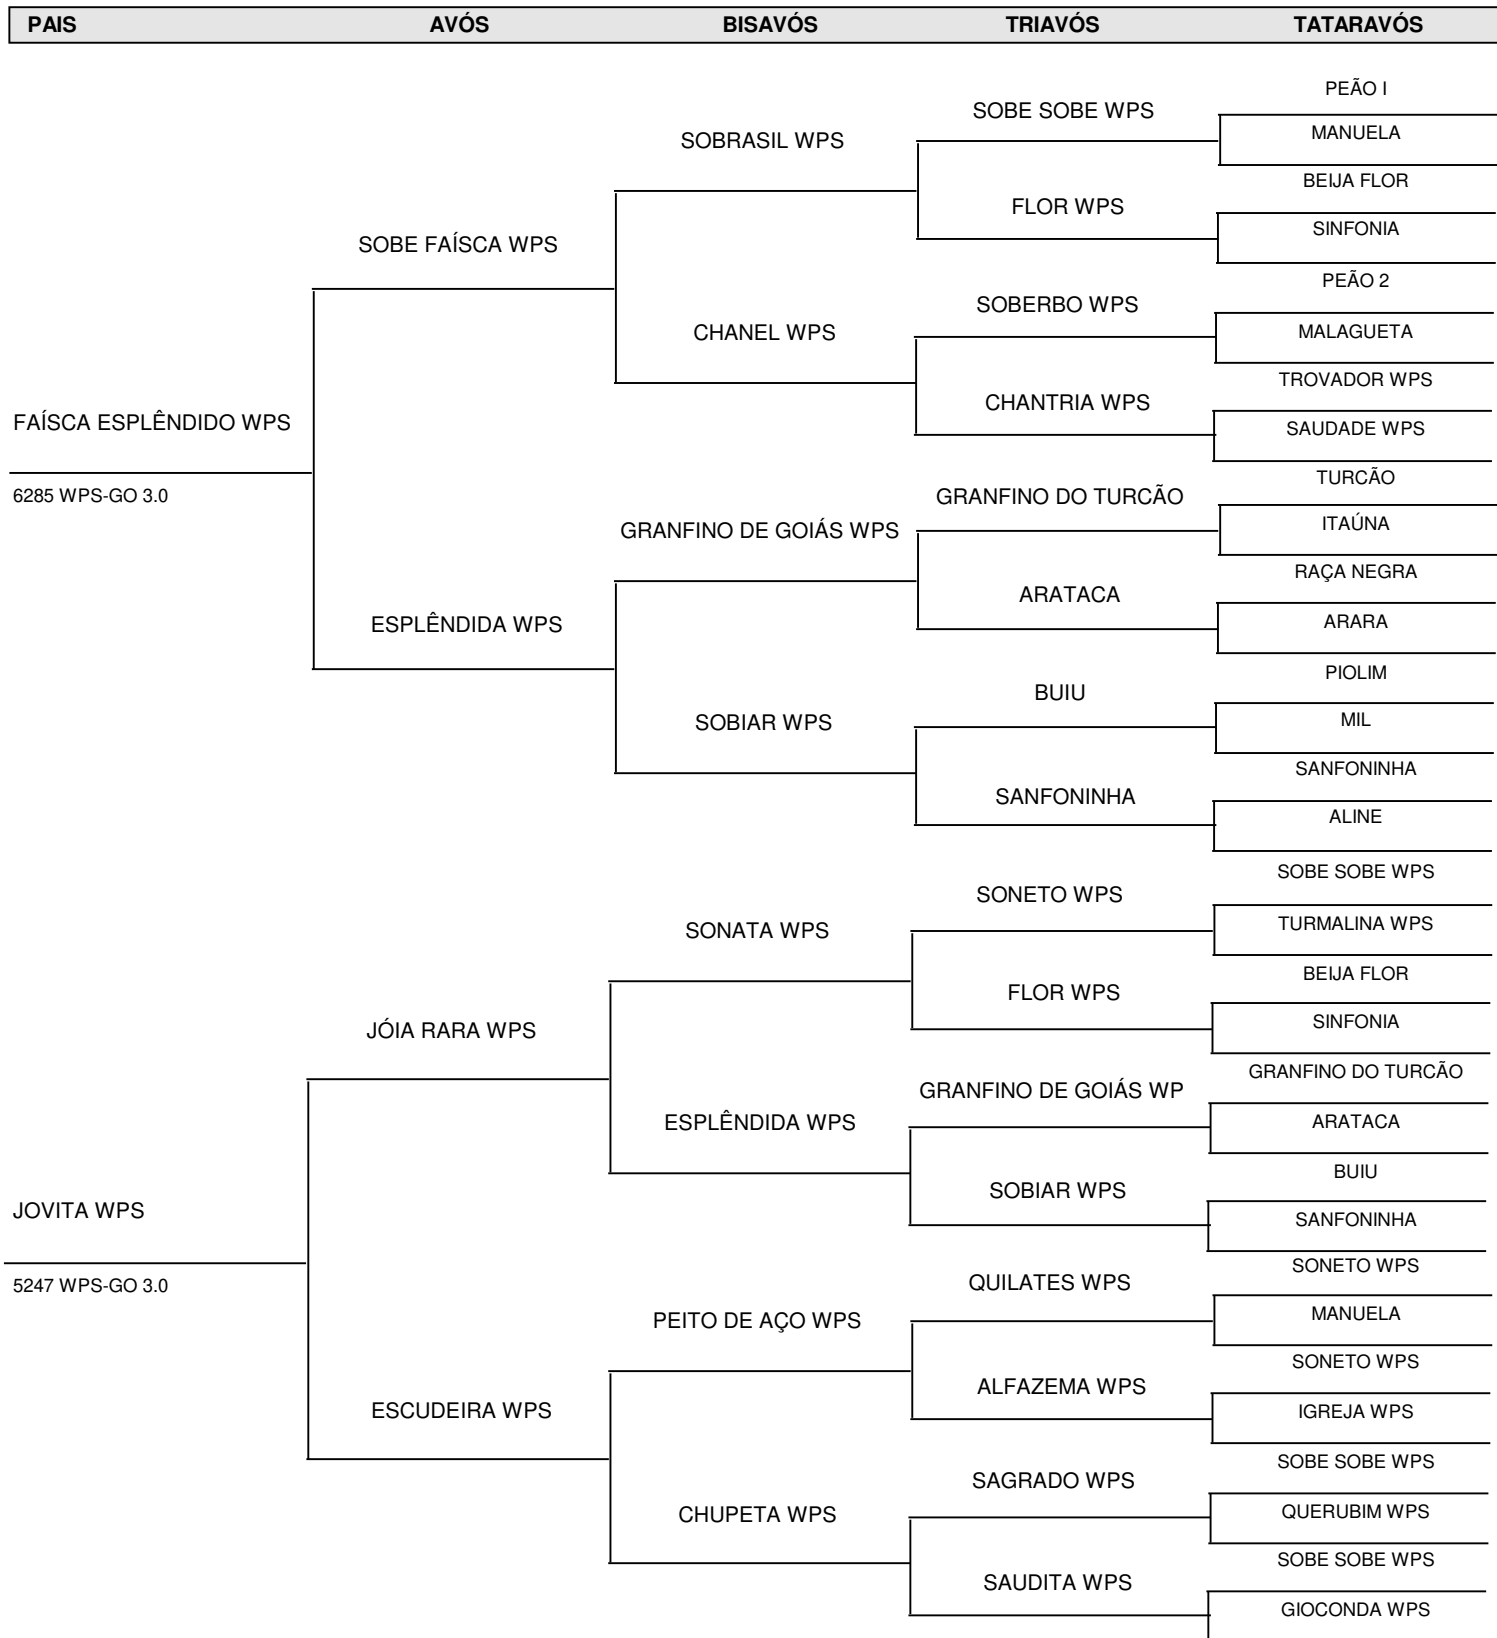 PAIS AVÓS BISAVÓS TRIAVÓS TATARAVÓS
PEÃO I
SOBE SOBE WPS
MANUELA
SOBRASIL WPS
BEIJA FLOR
FLOR WPS
SINFONIA
SOBE FAÍSCA WPS
PEÃO 2
SOBERBO WPS
MALAGUETA
CHANEL WPS
TROVADOR WPS
CHANTRIA WPS
SAUDADE WPS
FAÍSCA ESPLÊNDIDO WPS
6285 WPS-GO 3.0
TURCÃO
GRANFINO DO TURCÃO
ITAÚNA
GRANFINO DE GOIÁS WPS
RAÇA NEGRA
ARATACA
ARARA
ESPLÊNDIDA WPS
PIOLIM
BUIU
MIL
SOBIAR WPS
SANFONINHA
SANFONINHA
ALINE
SOBE SOBE WPS
SONETO WPS
TURMALINA WPS
SONATA WPS
BEIJA FLOR
FLOR WPS
SINFONIA
JÓIA RARA WPS
GRANFINO DO TURCÃO
GRANFINO DE GOIÁS WP
ARATACA
ESPLÊNDIDA WPS
BUIU
SOBIAR WPS
SANFONINHA
JOVITA WPS
5247 WPS-GO 3.0
SONETO WPS
QUILATES WPS
MANUELA
PEITO DE AÇO WPS
SONETO WPS
ALFAZEMA WPS
IGREJA WPS
ESCUDEIRA WPS
SOBE SOBE WPS
SAGRADO WPS
QUERUBIM WPS
CHUPETA WPS
SOBE SOBE WPS
SAUDITA WPS
GIOCONDA WPS